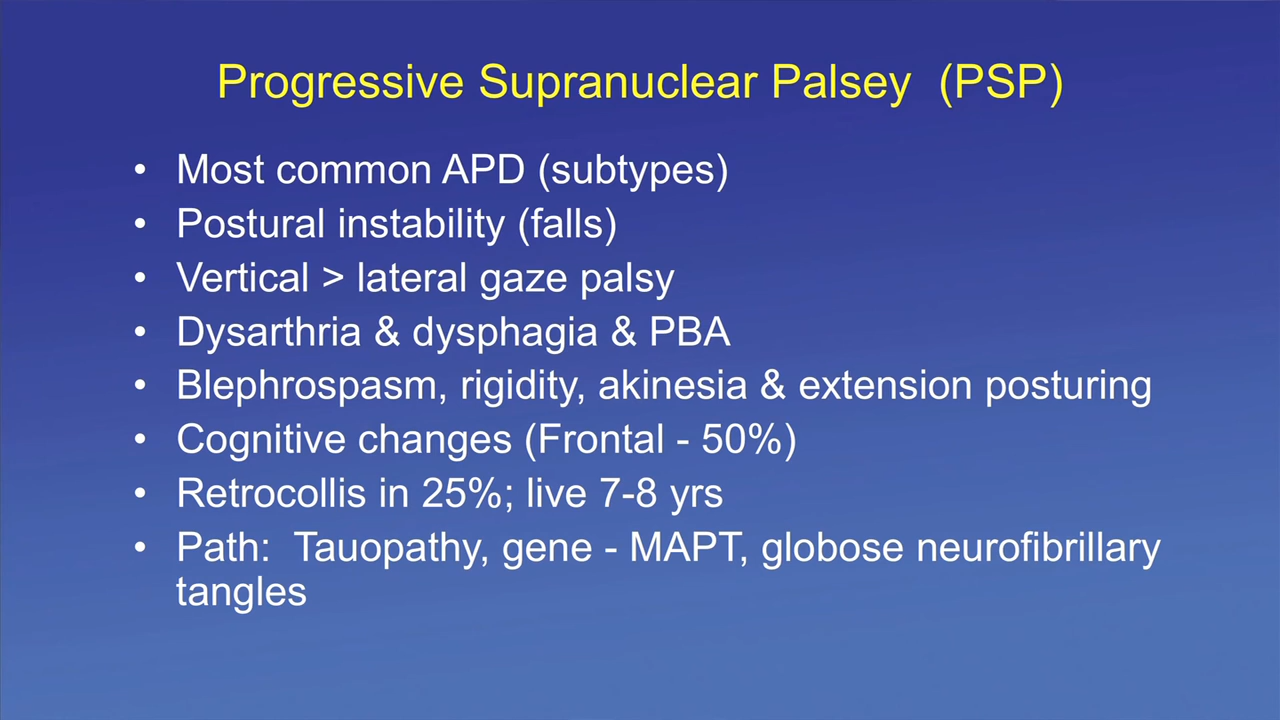 Progressive Supranuclear Palsey (PSP)
• Most common APD (subtypes)
• Postural instability (falls)
• Vertical > lateral gaze palsy
• Dysarthria & dysphagia & PBA
• Blephrospasm, rigidity, akinesia & extension posturing
• Cognitive changes (Frontal - 50%)
• Retrocollis in 25%; live 7-8 yrs
• Path: Tauopathy, gene - MAPT, globose neurofibrillary
tangles